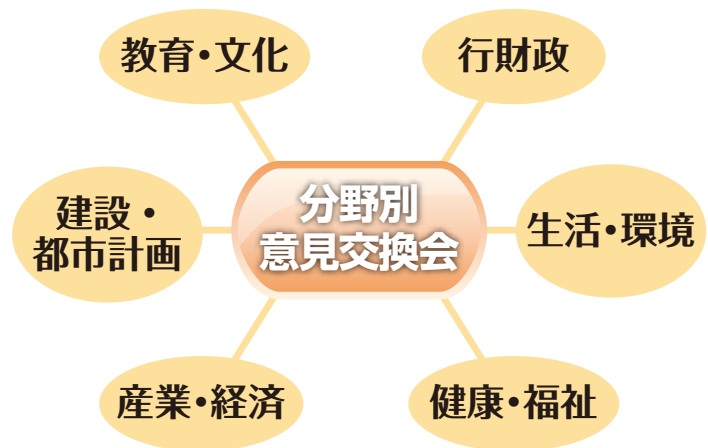 教育・文化
行財政
建設・
都市計画
分野別
意見交換会
生活・環境
産業・経済
健康・福祉